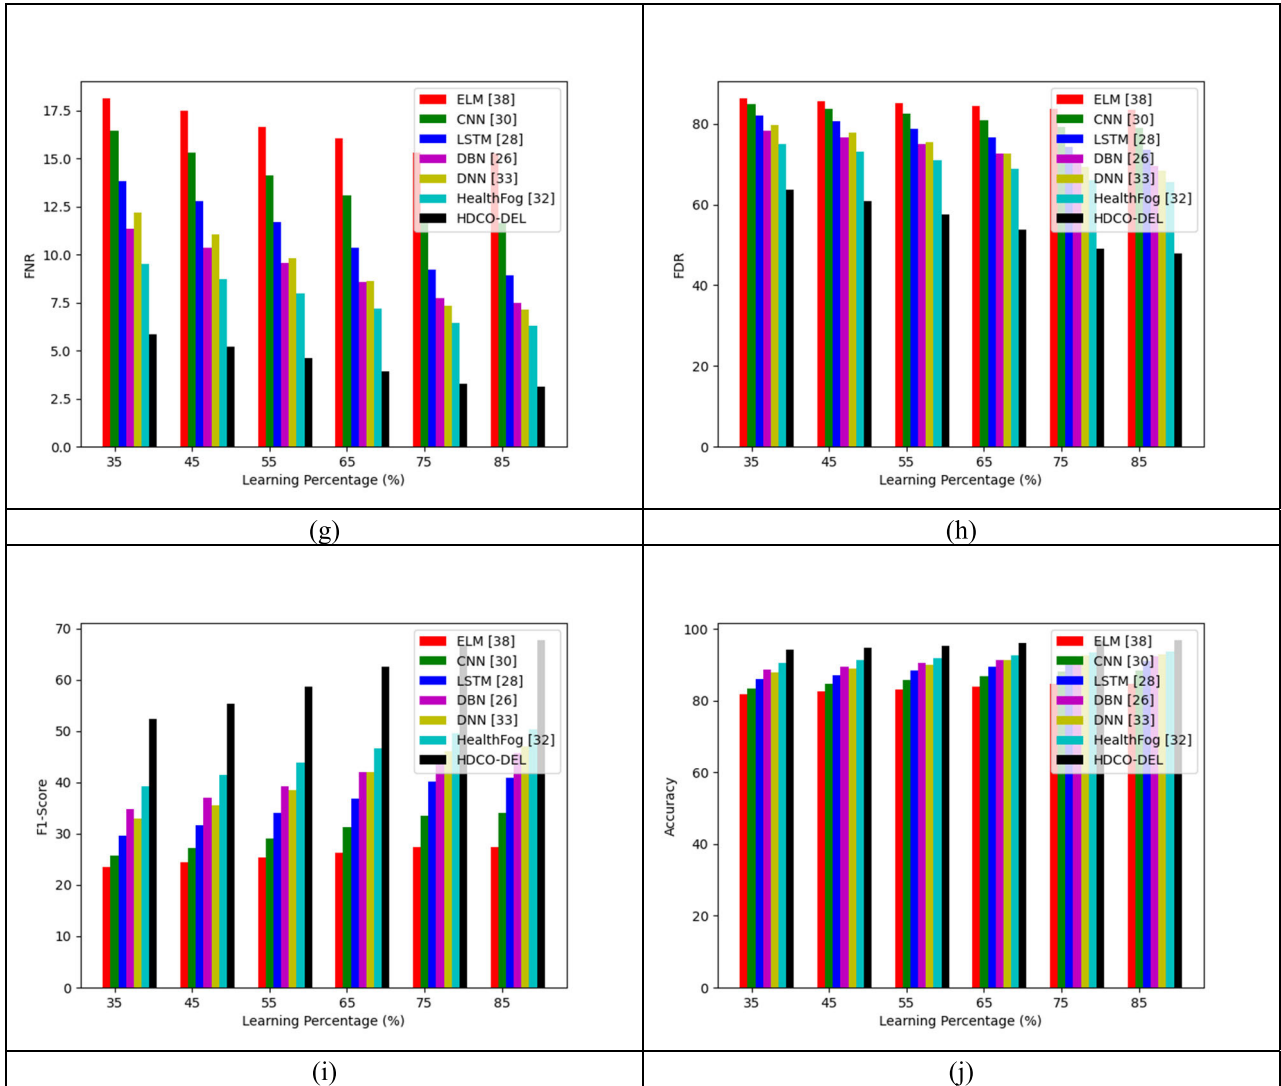 FNR
17.5
15.0
12.5
10.0
7.5
5.0
2.5
0.0
ELM [38]
CNN [30]
LSTM [28]
DBN [26]
DNN [33]
HealthFog [32]
HDCO-DEL
35 45 55 65 75 85
Learning Percentage (%)
FDR
80
60
40
20
0
ELM [38]
CNN [30]
LSTM [28]
DBN [26]
DNN [33]
HealthFog [32]
HDCO-DEL
35 45 55 65 75 85
Learning Percentage (%)
(g)
(h)
F1-Score
70
60
50
40
30
20
10
0
ELM [38]
CNN [30]
LSTM [28]
DBN [26]
DNN [33]
HealthFog [32]
HDCO-DEL
35 45 55 65 75 85
Learning Percentage (%)
Accuracy
100
80
60
40
20
0
ELM [38]
CNN [30]
LSTM [28]
DBN [26]
DNN [33]
HealthFog [32]
HDCO-DEL
35 45 55 65 75 85
Learning Percentage (%)
(i)
(j)